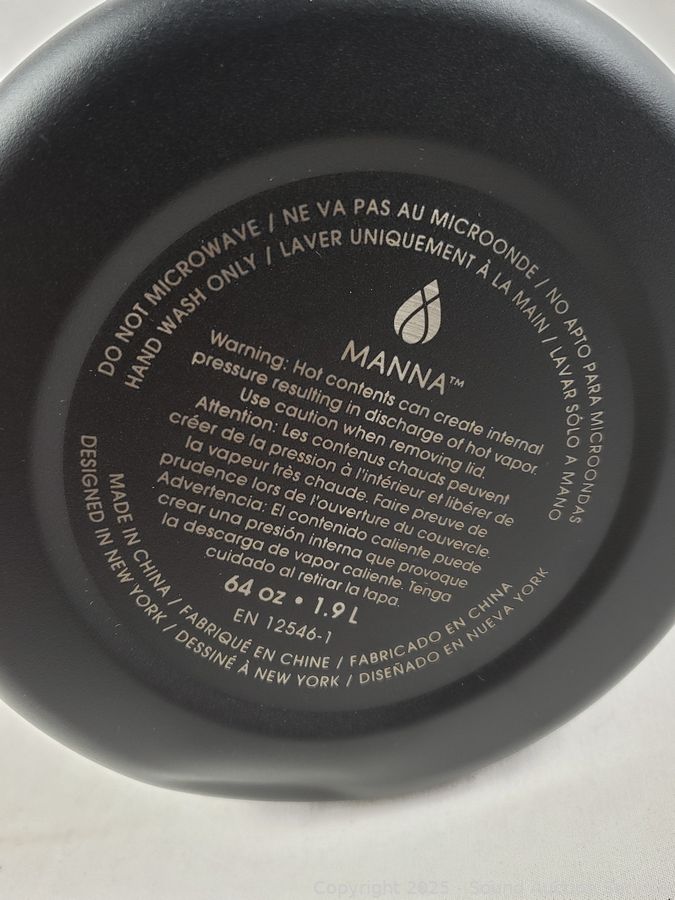 DO NOT MICROWAVE / NE VA PAS AU MICROONDE / NO APTO PARA MICROONDAS
HAND WASH ONLY / LAVER UNIQUEMENT À LA MAIN / LAVAR SÓLO A MANO
MANNA™
Warning: Hot contents can create internal
pressure resulting in discharge of hot vapor.
Use caution when removing lid.
Attention: Les contenus chauds peuvent
créer de la pression à l'intérieur et libérer de
la vapeur très chaude. Faire preuve de
prudence lors de l'ouverture du couvercle.
Advertencia: El contenido caliente puede
crear una presión interna que provoque
la descarga de vapor caliente. Tenga
cuidado al retirar la tapa.
64 OZ • 1.9 L
EN 12546-1
MADE IN CHINA / FABRIQUÉ EN CHINE / FABRICADO EN CHINA
DESIGNED IN NEW YORK / DESSINÉ À NEW YORK / DISEÑADO EN NUEVA YORK
Copyright 2025 - Sound Auction